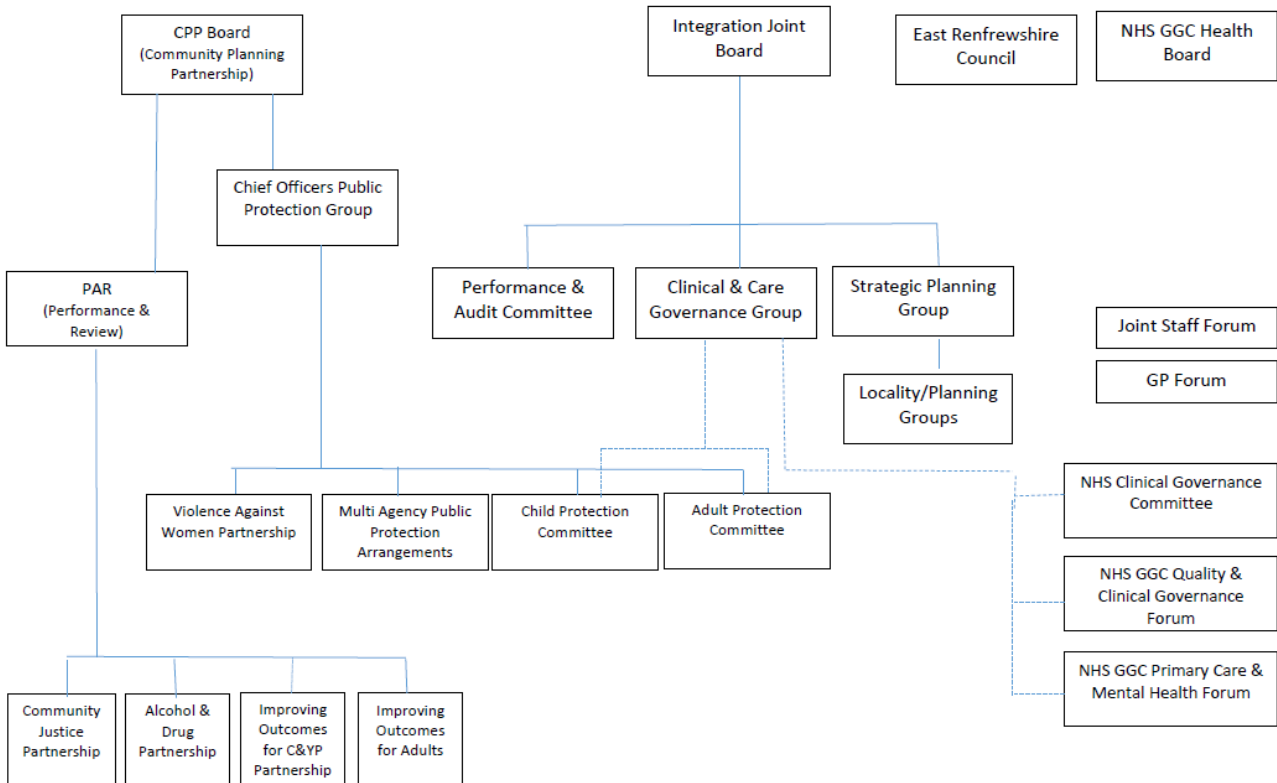 CPP Board
(Community Planning
Partnership)
Integration Joint
Board
East Renfrewshire
Council
NHS GGC Health
Board
Chief Officers Public
Protection Group
PAR
(Performance &
Review)
Performance &
Audit Committee
Clinical & Care
Governance Group
Strategic Planning
Group
Joint Staff Forum
GP Forum
Locality/Planning
Groups
Violence Against
Women Partnership
Multi Agency Public
Protection
Arrangements
Child Protection
Committee
Adult Protection
Committee
NHS Clinical Governance
Committee
NHS GGC Quality &
Clinical Governance
Forum
NHS GGC Primary Care &
Mental Health Forum
Community
Justice
Partnership
Alcohol &
Drug
Partnership
Improving
Outcomes
for C&YP
Partnership
Improving
Outcomes
for Adults